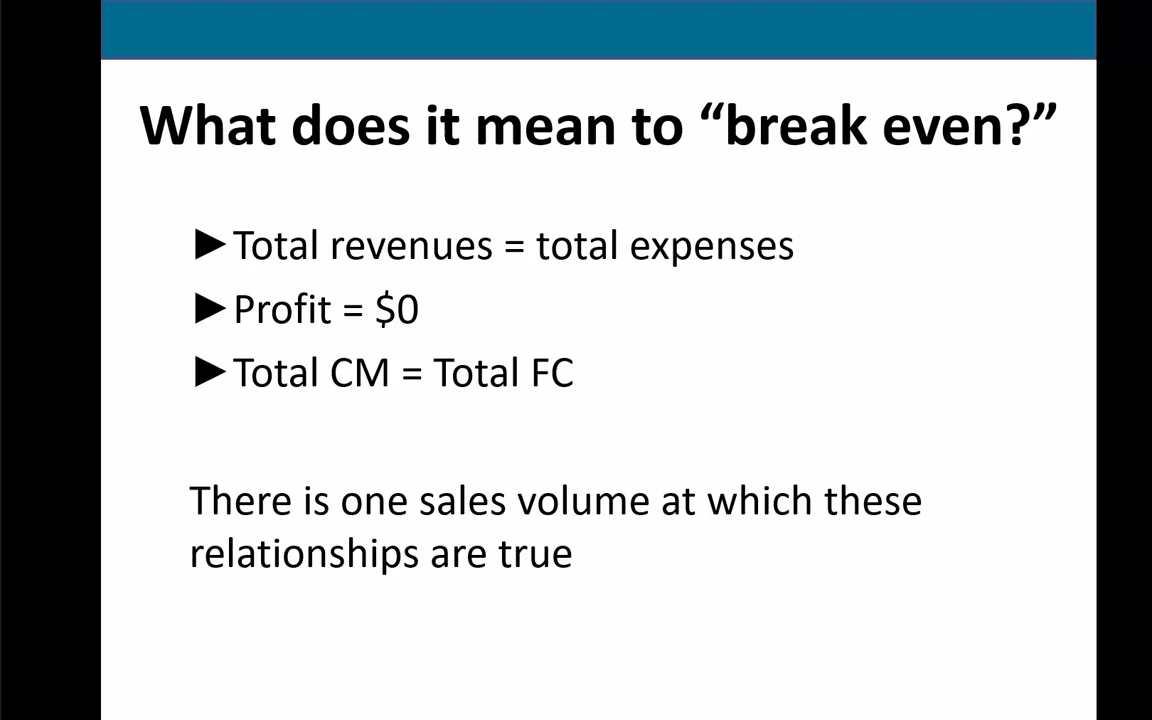 What does it mean to “break even?”
►Total revenues = total expenses
►Profit = $0
►Total CM = Total FC
There is one sales volume at which these
relationships are true